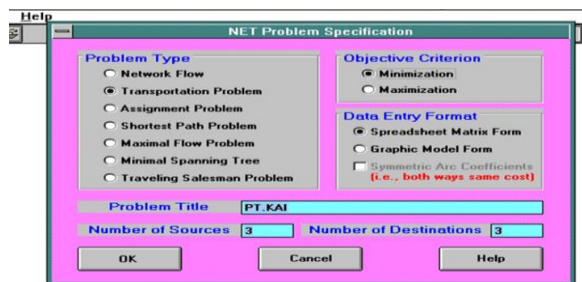 Help
NET Problem Specification
Problem Type
Network Flow
Transportation Problem
Assignment Problem
Shortest Path Problem
Maximal Flow Problem
Minimal Spanning Tree
Traveling Salesman Problem
Objective Criterion
Minimization
Maximization
Data Entry Format
Spreadsheet Matrix Form
Graphic Model Form
Symmetric Arc Coefficients
(i.e., both ways same cost)
Problem Title PT.KAI
Number of Sources 3 Number of Destinations 3
OK Cancel Help